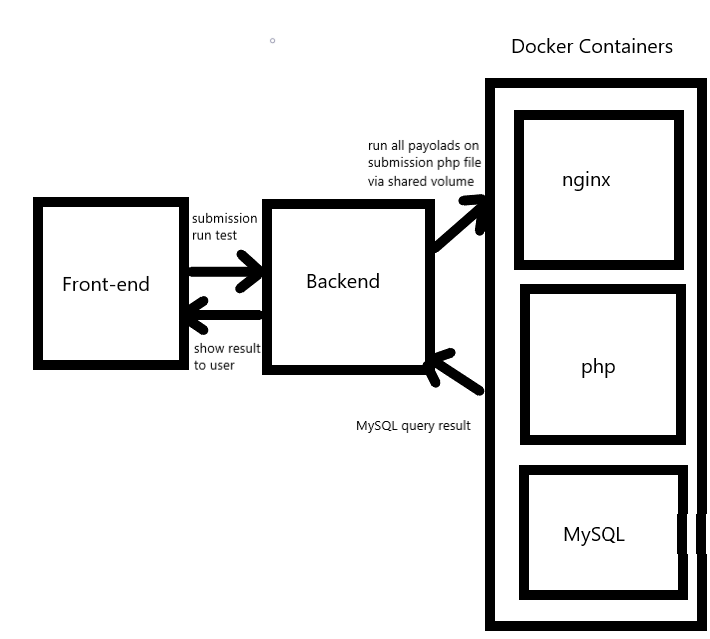 Docker Containers
run all payolads on
submission php file
via shared volume
nginx
submission
run test
Front-end
Backend
show result
to user
php
MySQL query result
MySQL